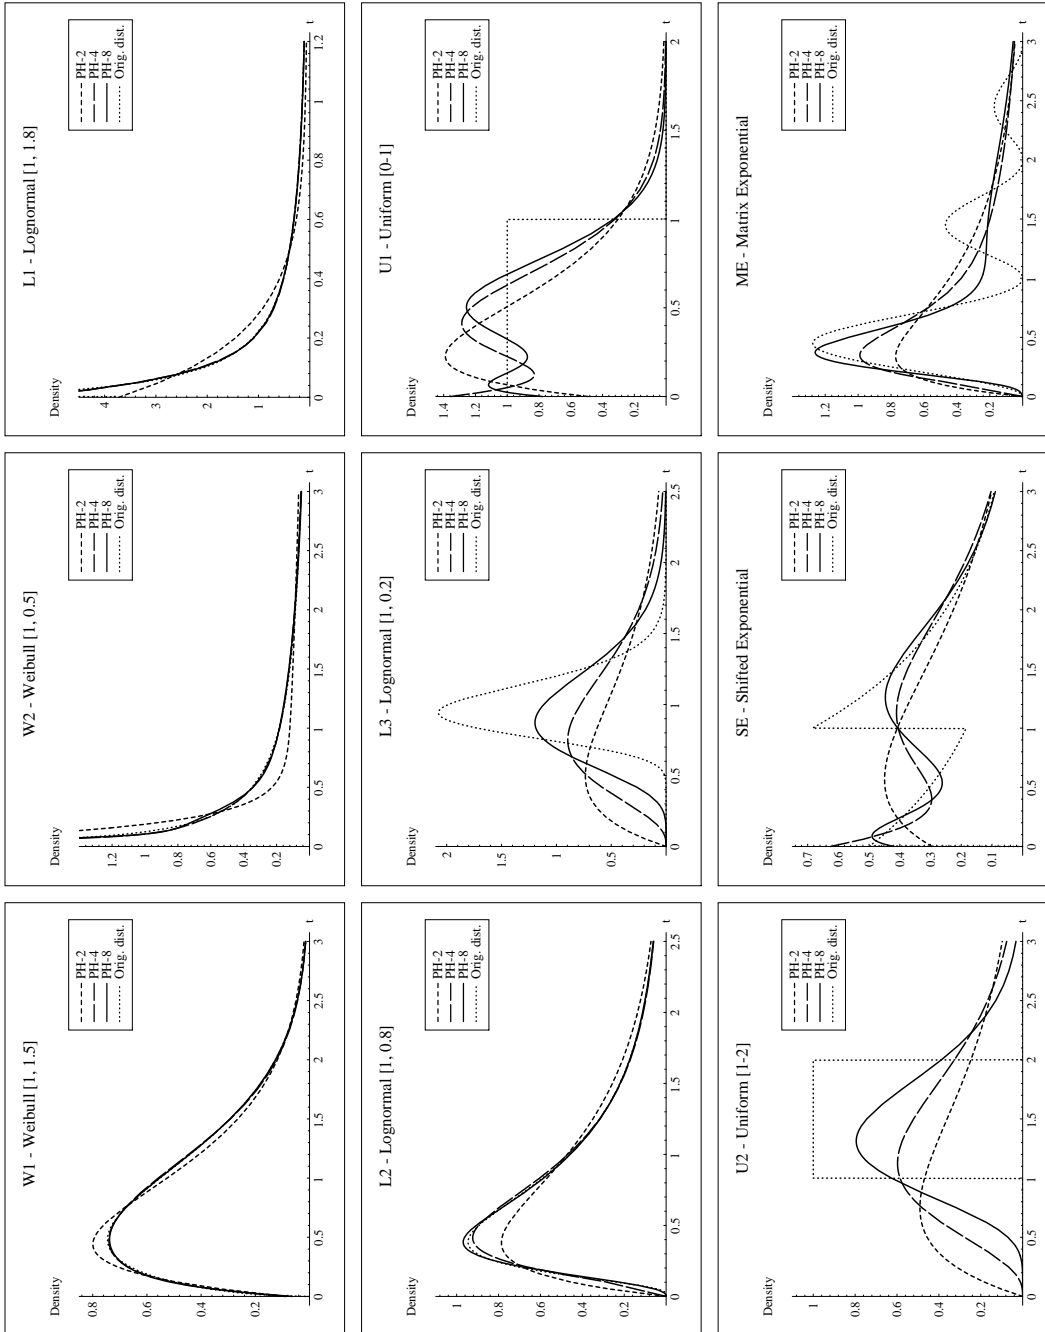 W1 - Weibull [1, 1.5]
Density
PH-2
PH-4
PH-8
Orig. dist.
0.8
0.6
0.4
0.2
0 0.5 1 1.5 2 2.5 3 t
W2 - Weibull [1, 0.5]
Density
PH-2
PH-4
PH-8
Orig. dist.
1.2
1
0.8
0.6
0.4
0.2
0 0.5 1 1.5 2 2.5 3 t
L1 - Lognormal [1, 1.8]
Density
PH-2
PH-4
PH-8
Orig. dist.
4
3
2
1
0 0.2 0.4 0.6 0.8 1 1.2 t
L2 - Lognormal [1, 0.8]
Density
PH-2
PH-4
PH-8
Orig. dist.
1
0.8
0.6
0.4
0.2
0 0.5 1 1.5 2 2.5 t
L3 - Lognormal [1, 0.2]
Density
PH-2
PH-4
PH-8
Orig. dist.
2
1.5
1
0.5
0 0.5 1 1.5 2 2.5 t
U1 - Uniform [0-1]
Density
PH-2
PH-4
PH-8
Orig. dist.
1.4
1.2
1
0.8
0.6
0.4
0.2
0 0.5 1 1.5 2 t
U2 - Uniform [1-2]
Density
PH-2
PH-4
PH-8
Orig. dist.
1
0.8
0.6
0.4
0.2
0 0.5 1 1.5 2 2.5 3 t
SE - Shifted Exponential
Density
PH-2
PH-4
PH-8
Orig. dist.
0.7
0.6
0.5
0.4
0.3
0.2
0.1
0 0.5 1 1.5 2 2.5 3 t
ME - Matrix Exponential
Density
PH-2
PH-4
PH-8
Orig. dist.
1.2
1
0.8
0.6
0.4
0.2
0 0.5 1 1.5 2 2.5 3 t